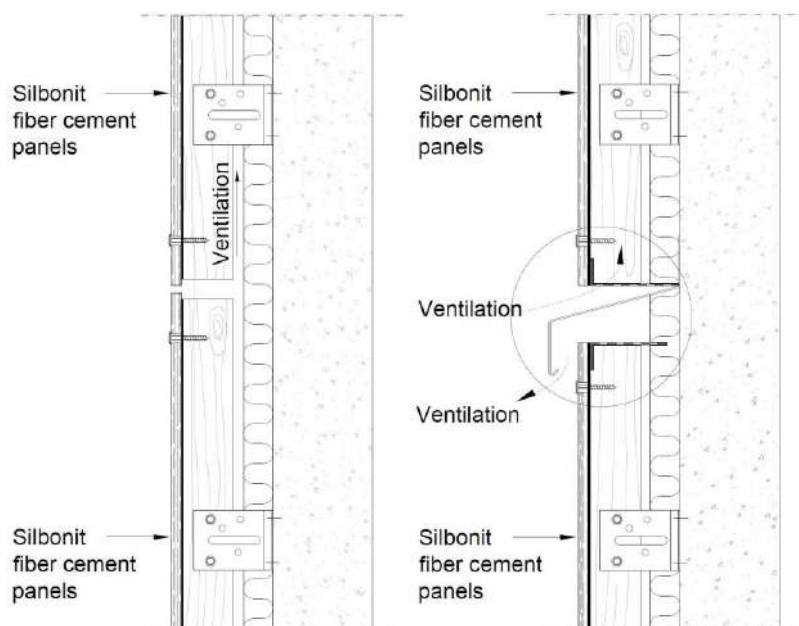 Silbonit
fiber cement
panels
Ventilation
Silbonit
fiber cement
panels
Silbonit
fiber cement
panels
Ventilation
Ventilation
Silbonit
fiber cement
panels